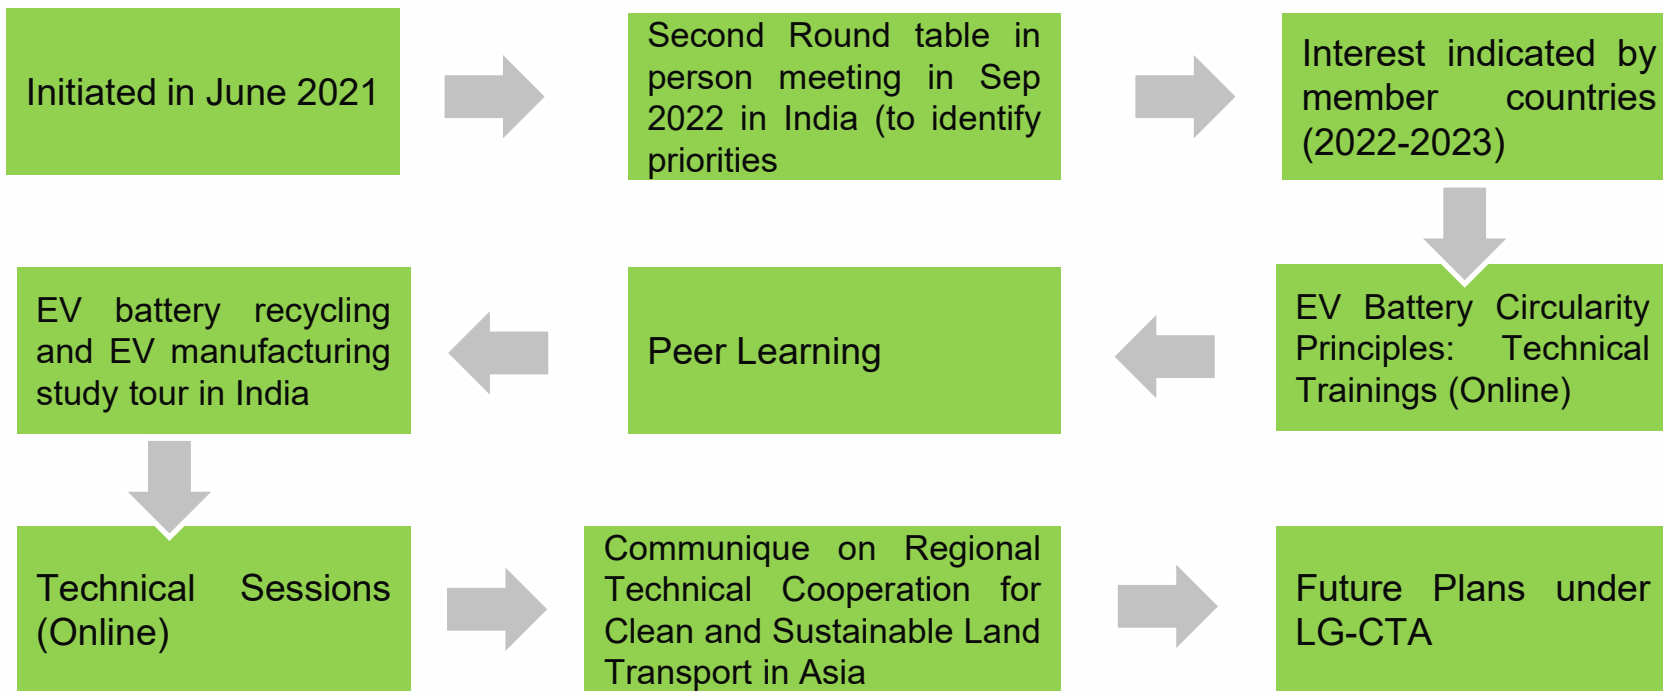 Initiated in June 2021
Second Round table in
person meeting in Sep
2022 in India (to identify
priorities
Interest indicated by
member countries
(2022-2023)
EV Battery Circularity
Principles: Technical
Trainings (Online)
Peer Learning
EV battery recycling
and EV manufacturing
study tour in India
Technical Sessions
(Online)
Communique on Regional
Technical Cooperation for
Clean and Sustainable Land
Transport in Asia
Future Plans under
LG-CTA